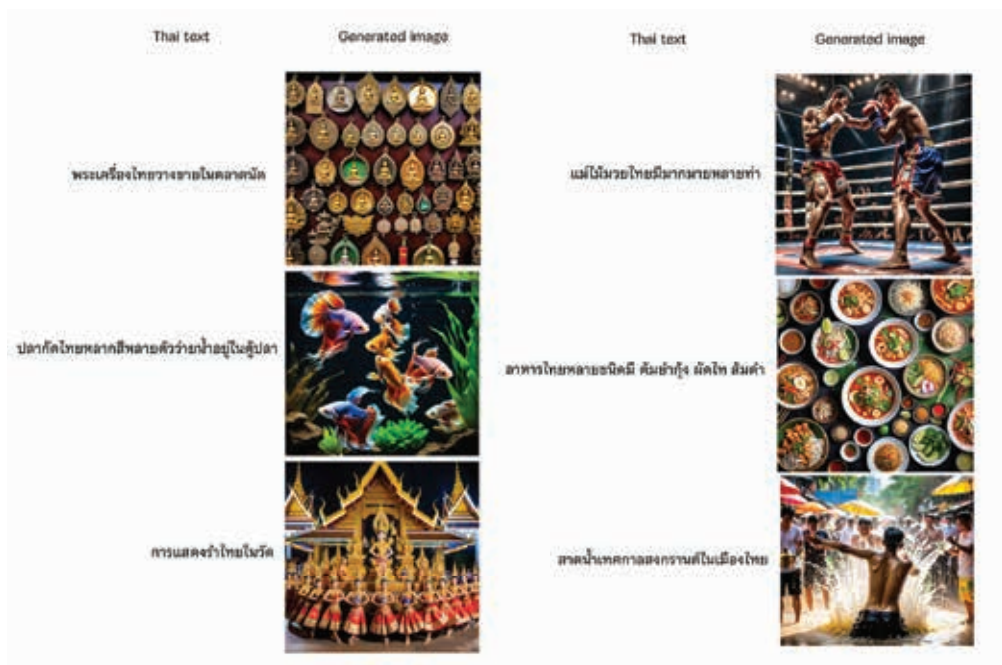 Thai text
Generated image
พระเครื่องไทยวางขายในตลาดนัด
ปลากัดไทยหลากสีหลายตัวว่ายน้ำอยู่ในตู้ปลา
การแสดงรำไทยในวัด
Thai text
Generated image
แม่ไม้มวยไทยมีมากมายหลายท่า
อาหารไทยหลายชนิดมี ต้มยำกุ้ง ผัดไท ส้มตำ
สาดน้ำเทศกาลสงกรานต์ในเมืองไทย